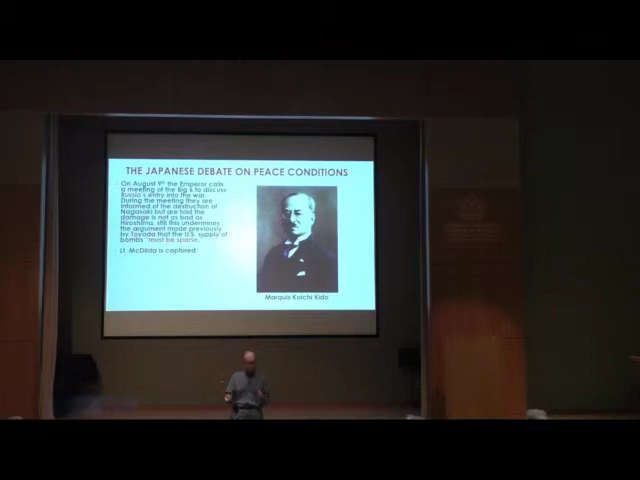 THE JAPANESE DEBATE ON PEACE CONDITIONS
On August 9th the Emperor calls
a meeting of the Big 6 to discuss
Russia's entry into the war.
During the meeting they are
informed of the destruction of
Nagasaki but are told the
damage is not as bad as
Hiroshima, still this undermines
the argument made previously
by Toyoda that the U.S. supply of
bombs "must be sparse."
Lt. McDilda is captured.
Marquis Koichi Kido